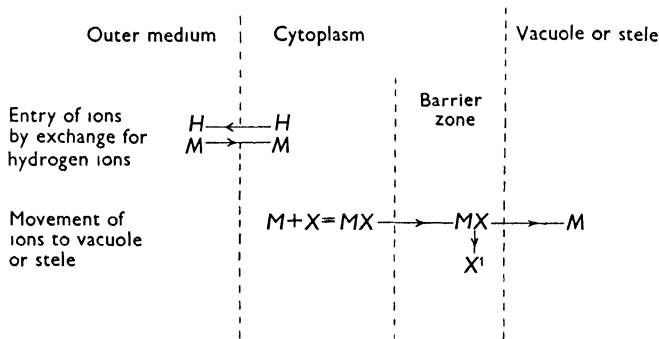 Outer medium Cytoplasm Vacuole or stele
Barrier
zone
Entry of ions
by exchange for
hydrogen ions
H H
M M
Movement of
ions to vacuole
or stele
M+X=MX MX M
X¹